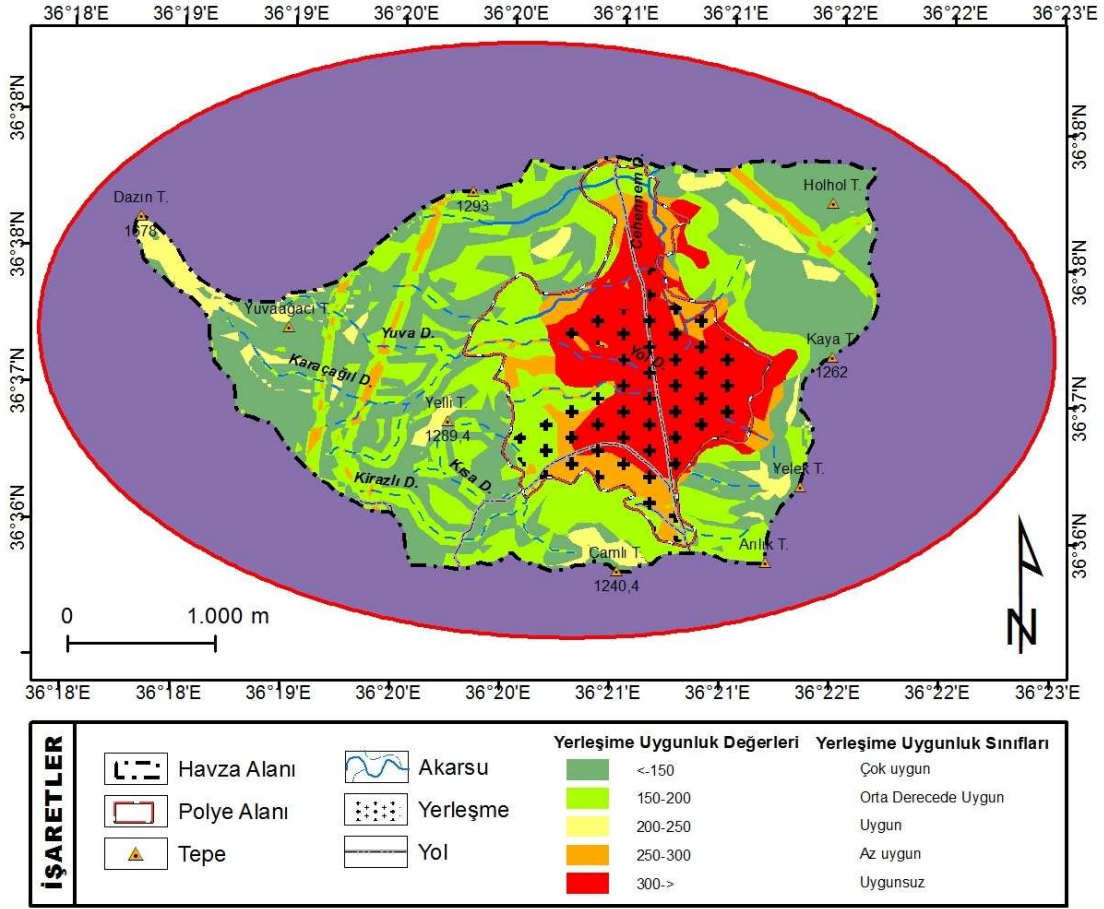 36°18'E 36°19'E 36°19'E 36°20'E 36°20'E 36°21'E 36°21'E 36°22'E 36°22'E 36°23'E
36°38'N
36°38'N
36°37'N
36°36'N
36°38'N
36°38'N
36°37'N
36°36'N
Dazın T.
1678
1293
Cehennem D.
Holhol T.
Yuvaağacı T.
Yuva D.
Yol D.
Kaya T.
1262
Karaçağıl D.
Yelli T.
1289,4
Kısa D.
Kirazlı D.
Yelek T.
Arılık T.
Çamlı T.
1240,4
0 1.000 m
N
36°18'E 36°18'E 36°19'E 36°20'E 36°20'E 36°21'E 36°21'E 36°22'E 36°22'E 36°23'E
İŞARETLER
Havza Alanı
Polye Alanı
Tepe
Akarsu
Yerleşme
Yol
Yerleşime Uygunluk Değerleri Yerleşime Uygunluk Sınıfları
<-150 Çok uygun
150-200 Orta Derecede Uygun
200-250 Uygun
250-300 Az uygun
300-> Uygunsuz